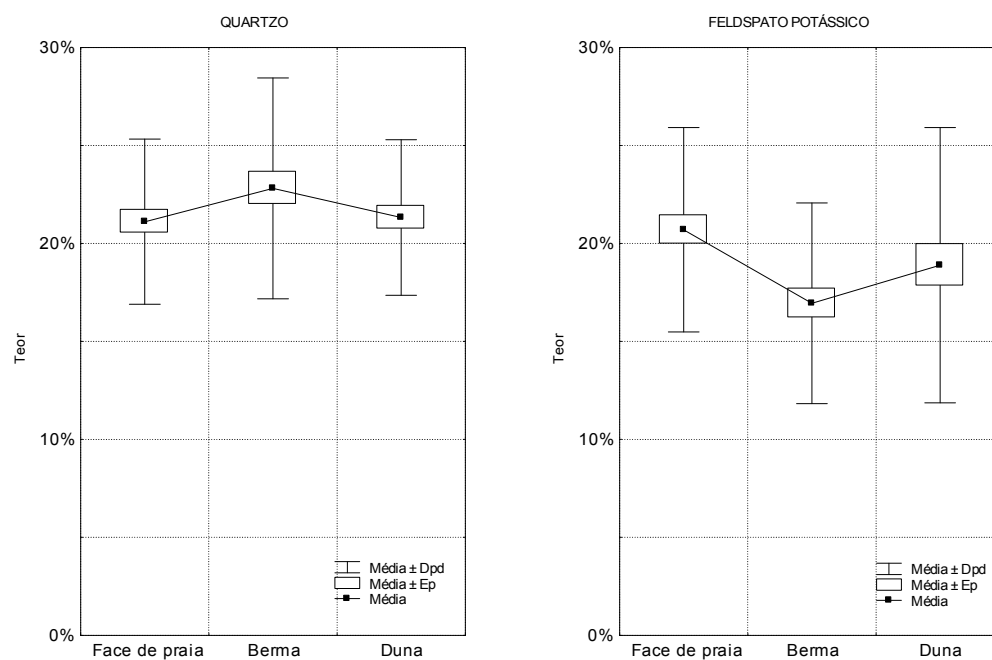 QUARTZO
30%
20%
10%
0%
Teor
Média ± Dpd
Média ± Ep
Média
Face de praia Berma Duna
FELDSPATO POTÁSSICO
30%
20%
10%
0%
Teor
Média ± Dpd
Média ± Ep
Média
Face de praia Berma Duna